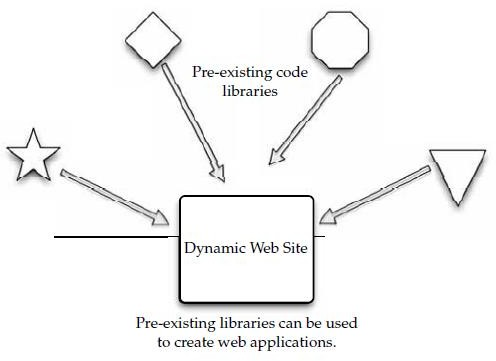 Pre-existing code
libraries
Dynamic Web Site
Pre-existing libraries can be used
to create web applications.